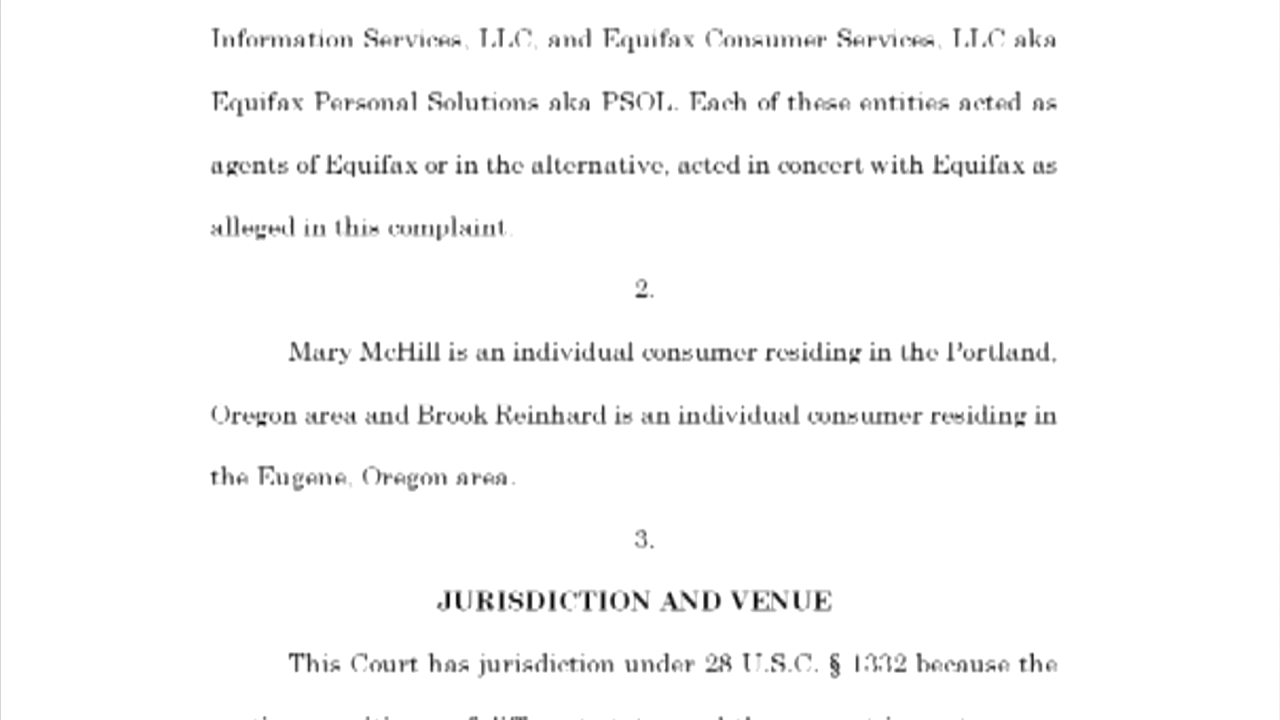 Information Services, LLC, and Equifax Consumer Services, LLC aka
Equifax Personal Solutions aka PSOL. Each of these entities acted as
agents of Equifax or in the alternative, acted in concert with Equifax as
alleged in this complaint.
2.
Mary McHill is an individual consumer residing in the Portland,
Oregon area and Brook Reinhard is an individual consumer residing in
the Eugene, Oregon area.
3.
JURISDICTION AND VENUE
This Court has jurisdiction under 28 U.S.C. § 1332 because the